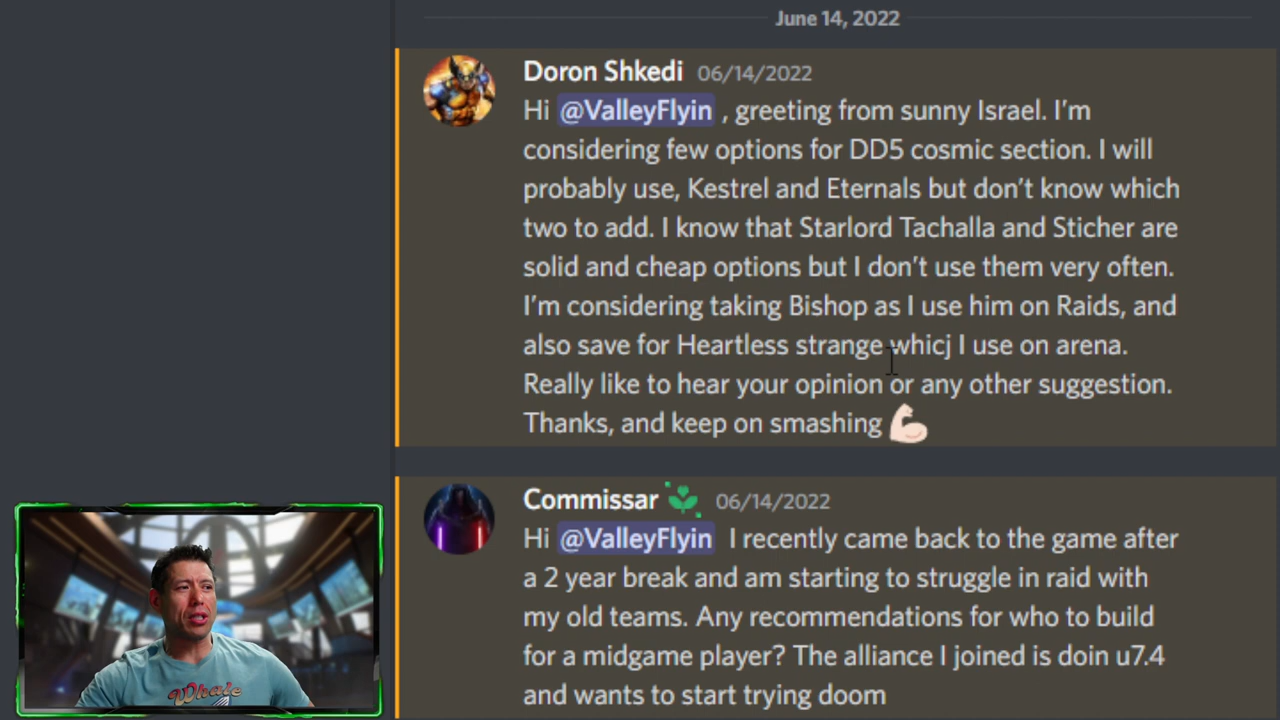 June 14, 2022
Doron Shkedi 06/14/2022
Hi @ValleyFlyin , greeting from sunny Israel. I'm
considering few options for DD5 cosmic section. I will
probably use, Kestrel and Eternals but don't know which
two to add. I know that Starlord Tachalla and Sticher are
solid and cheap options but I don't use them very often.
I'm considering taking Bishop as I use him on Raids, and
also save for Heartless strange whicj I use on arena.
Really like to hear your opinion or any other suggestion.
Thanks, and keep on smashing 💪🏻
Commissar 06/14/2022
Hi @ValleyFlyin I recently came back to the game after
a 2 year break and am starting to struggle in raid with
my old teams. Any recommendations for who to build
for a midgame player? The alliance I joined is doin u7.4
and wants to start trying doom
Whale